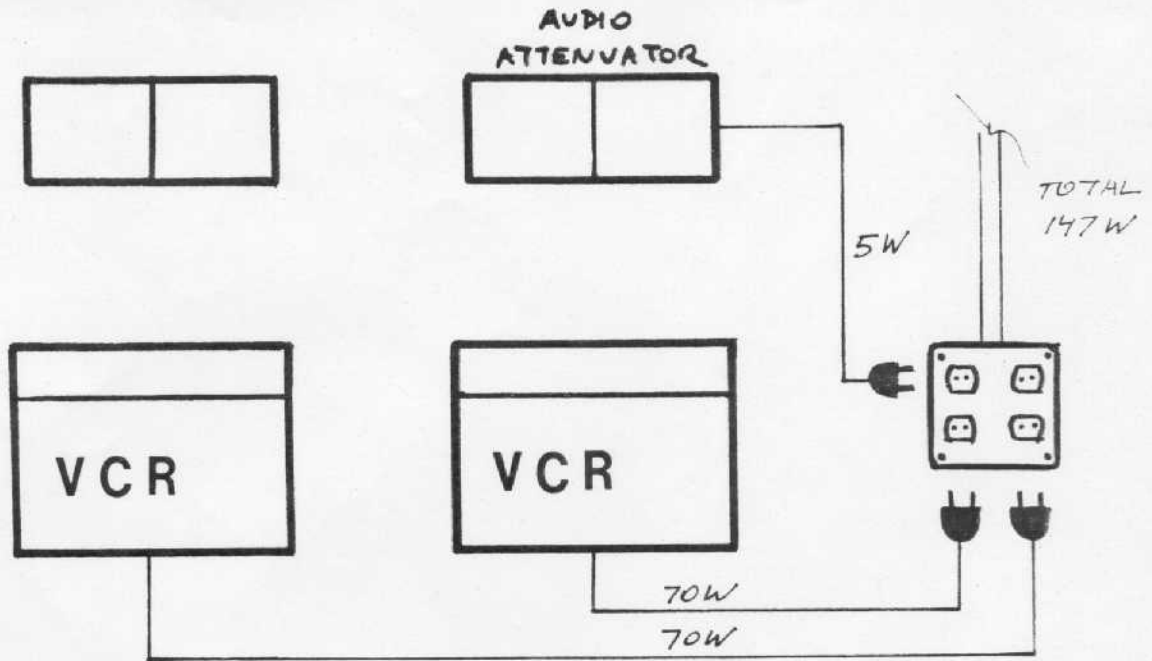 AUDIO
ATTENUATOR
TOTAL
147W
5W
VCR
VCR
70W
70W